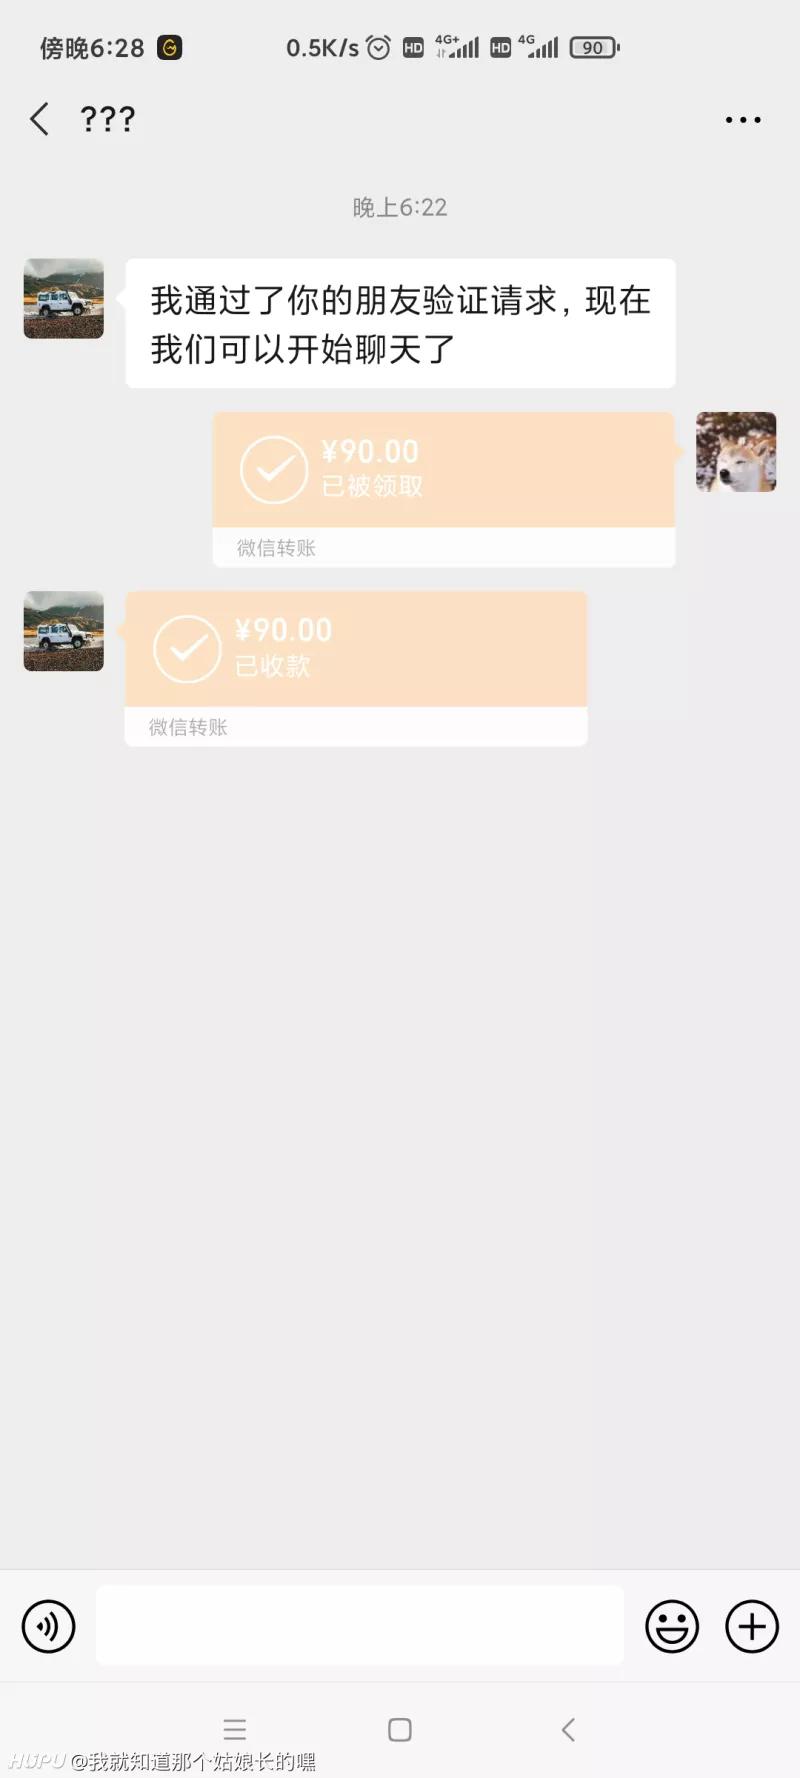 傍晚6:28
0.5K/s HD 4G+ HD 4G 90
???
晚上6:22
我通过了你的朋友验证请求，现在
我们可以开始聊天了
¥90.00
已被领取
微信转账
¥90.00
已收款
微信转账
HUPU @我就知道那个姑娘长的嘿